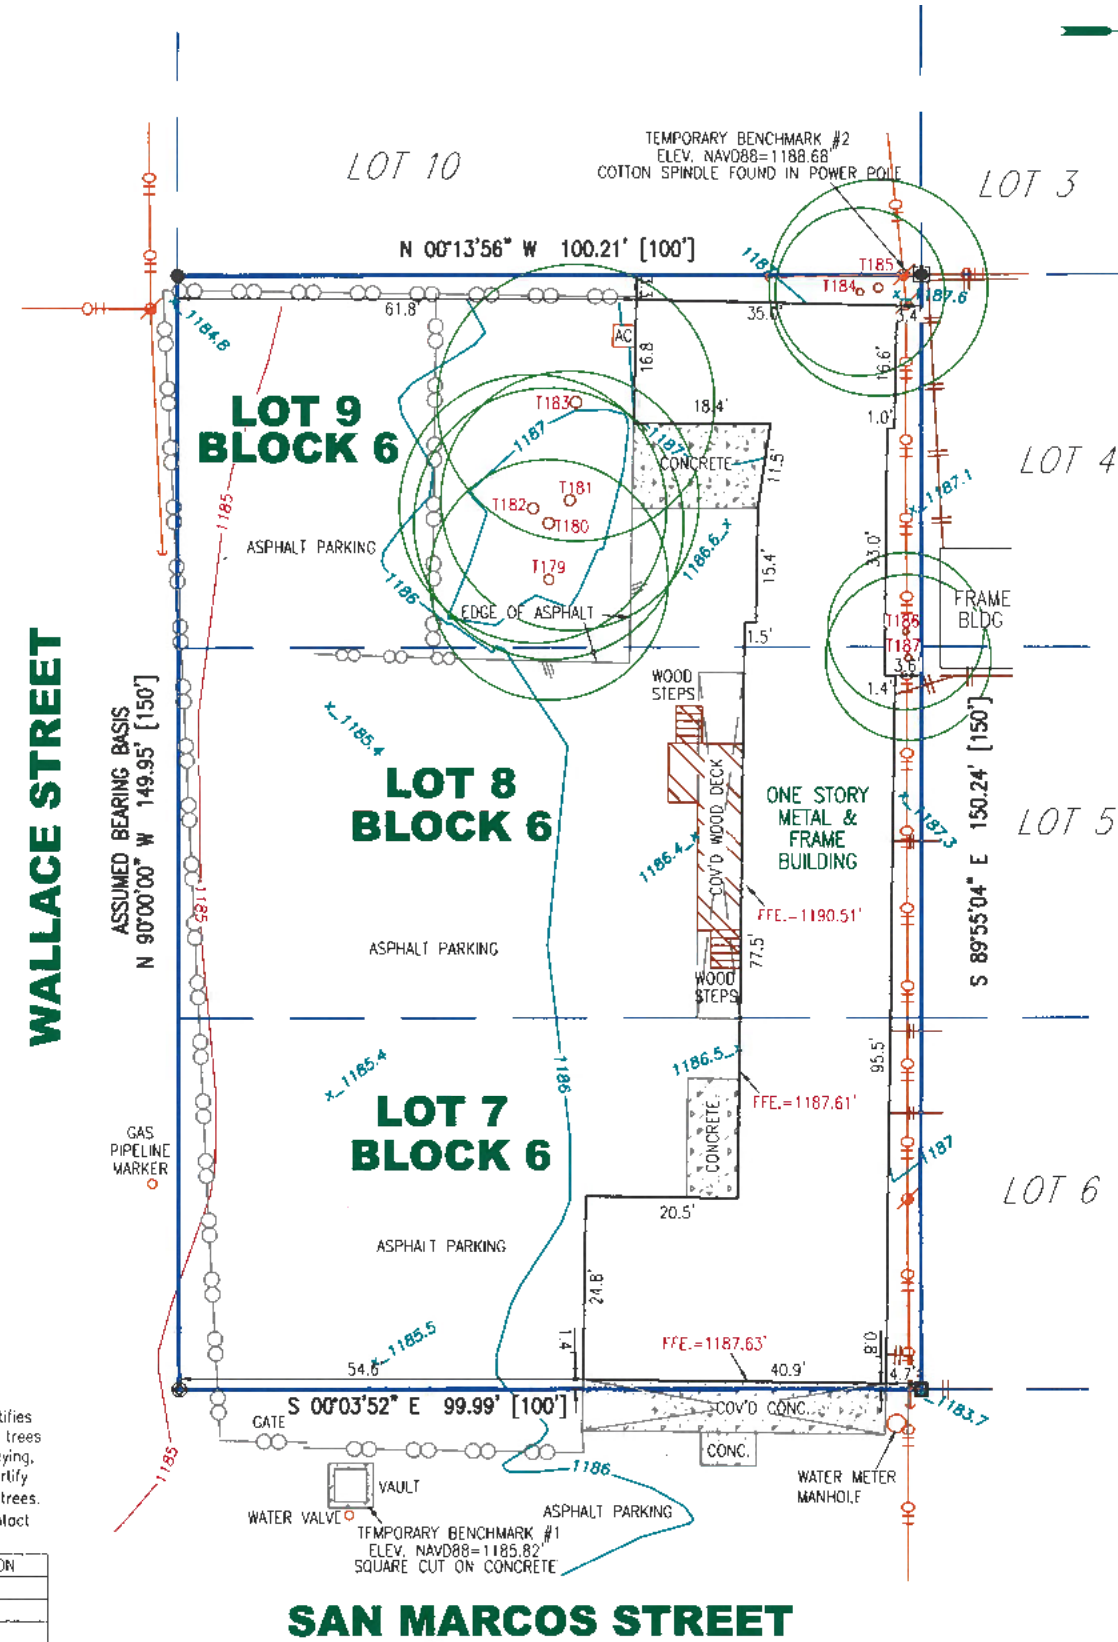 TEMPORARY BENCHMARK #2
ELEV. NAVD88=1188.68'
COTTON SPINDLE FOUND IN POWER POLE
LOT 10
LOT 3
N 00°13'56" W 100.21' [100']
1187
T185
T184
1187.6
61.8'
3.3
35.0'
3.4'
1184.8
AC
16.8
16.6'
LOT 9
BLOCK 6
T183
18.4'
1.0'
1187
1187
CONCRETE
11.5'
LOT 4
1185
T181
T182
T180
1187.1
ASPHALT PARKING
1186.6
33.0'
15.4'
T179
1186
EDGE OF ASPHALT
FRAME
BLDG
T186
1.5'
T187
3.6'
WOOD
STEPS
1.4'
WALLACE STREET
ASSUMED BEARING BASIS
N 90°00'00" W 149.95' [150']
1185.4
S 89°55'04" E 150.24' [150']
LOT 8
BLOCK 6
COV'D WOOD DECK
ONE STORY
METAL &
FRAME
BUILDING
1187.3
LOT 5
1186.4
1185
FFE.=1190.51'
ASPHALT PARKING
77.5'
WOOD
STEPS
1185.4
1186
1186.5
95.5'
FFE.=1187.61'
LOT 7
BLOCK 6
CONCRETE
1187
GAS
PIPELINE
MARKER
LOT 6
20.5'
ASPHALT PARKING
24.8'
1185.5
1.4'
FFE.=1187.63'
0.8
54.6'
40.9'
4.7'
S 00°03'52" E 99.99' [100']
COV'D CONC.
1183.7
GATE
CONC.
1185
1186
VAULT
WATER METER
MANHOLE
WATER VALVE
ASPHALT PARKING
TEMPORARY BENCHMARK #1
ELEV. NAVD88=1185.82'
SQUARE CUT ON CONCRETE
tifies
trees
ying,
rtify
trees.
ntact
ON
SAN MARCOS STREET